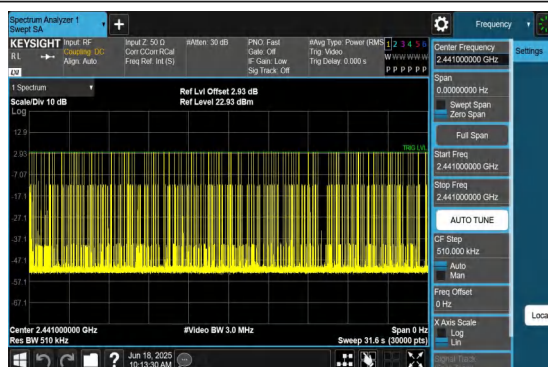 Spectrum Analyzer 1
Swept SA
+
Frequency
KEYSIGHT
RL
Input: RF
Coupling: DC
Align: Auto
Input Z: 50 Ω
Corr CCorr RCal
Freq Ref: Int (S)
#Atten: 30 dB
PNO: Fast
Gate: Off
IF Gain: Low
Sig Track: Off
#Avg Type: Power (RMS
Trig: Video
Trig Delay: 0.000 s
1 2 3 4 5 6
W W W W W W
P P P P P P
LXI
1 Spectrum
Scale/Div 10 dB
Log
Ref Lvl Offset 2.93 dB
Ref Level 22.93 dBm
12.9
2.93
-7.07
-17.1
-27.1
-37.1
-47.1
-57.1
-67.1
TRIG LVL
Center 2.441000000 GHz
Res BW 510 kHz
#Video BW 3.0 MHz
Span 0 Hz
Sweep 31.6 s (30000 pts)
Jun 18, 2025
10:13:30 AM
?
Center Frequency
2.441000000 GHz
Settings
Span
0.00000000 Hz
Swept Span
Zero Span
Full Span
Start Freq
2.441000000 GHz
Stop Freq
2.441000000 GHz
AUTO TUNE
CF Step
510.000 kHz
Auto
Man
Freq Offset
0 Hz
X Axis Scale
Log
Lin
Signal Track
Loca